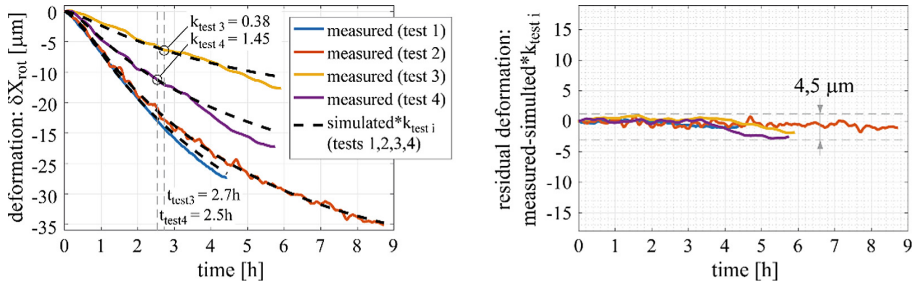 deformation: δX_rot [µm]
0
-5
-10
-15
-20
-25
-30
-35
k_test 3 = 0.38
k_test 4 = 1.45
t_test3 = 2.7h
t_test4 = 2.5h
0 1 2 3 4 5 6 7 8 9
time [h]
measured (test 1)
measured (test 2)
measured (test 3)
measured (test 4)
simulated*k_test i
(tests 1,2,3,4)
residual deformation:
measured-simulted*k_test i
15
10
5
0
-5
-10
-15
4,5 µm
0 1 2 3 4 5 6 7 8 9
time [h]